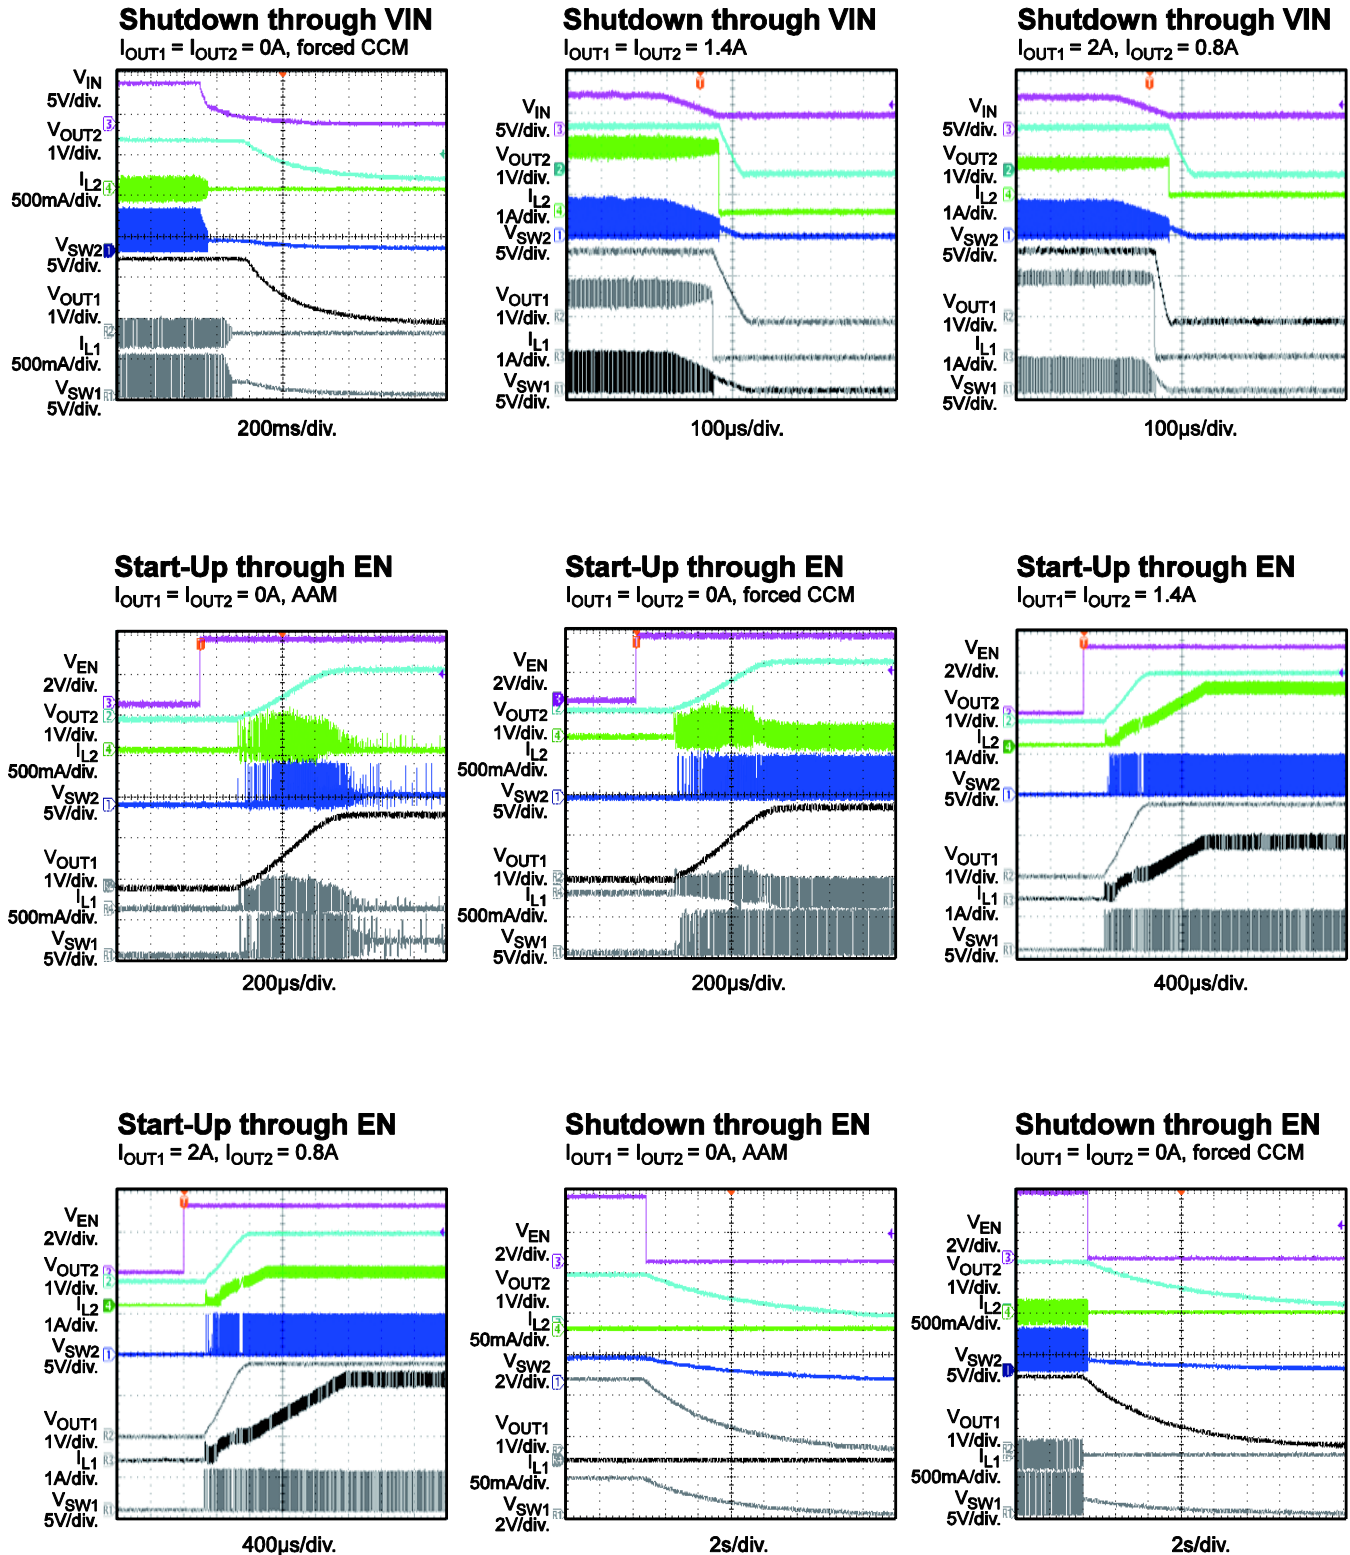 Shutdown through VIN
IOUT1 = IOUT2 = 0A, forced CCM
VIN
5V/div.
VOUT2
1V/div.
IL2
500mA/div.
VSW2
5V/div.
VOUT1
1V/div.
IL1
500mA/div.
VSW1
5V/div.
200ms/div.
Shutdown through VIN
IOUT1 = IOUT2 = 1.4A
VIN
5V/div.
VOUT2
1V/div.
IL2
1A/div.
VSW2
5V/div.
VOUT1
1V/div.
IL1
1A/div.
VSW1
5V/div.
100µs/div.
Shutdown through VIN
IOUT1 = 2A, IOUT2 = 0.8A
VIN
5V/div.
VOUT2
1V/div.
IL2
1A/div.
VSW2
5V/div.
VOUT1
1V/div.
IL1
1A/div.
VSW1
5V/div.
100µs/div.
Start-Up through EN
IOUT1 = IOUT2 = 0A, AAM
VEN
2V/div.
VOUT2
1V/div.
IL2
500mA/div.
VSW2
5V/div.
VOUT1
1V/div.
IL1
500mA/div.
VSW1
5V/div.
200µs/div.
Start-Up through EN
IOUT1 = IOUT2 = 0A, forced CCM
VEN
2V/div.
VOUT2
1V/div.
IL2
500mA/div.
VSW2
5V/div.
VOUT1
1V/div.
IL1
500mA/div.
VSW1
5V/div.
200µs/div.
Start-Up through EN
IOUT1= IOUT2 = 1.4A
VEN
2V/div.
VOUT2
1V/div.
IL2
1A/div.
VSW2
5V/div.
VOUT1
1V/div.
IL1
1A/div.
VSW1
5V/div.
400µs/div.
Start-Up through EN
IOUT1 = 2A, IOUT2 = 0.8A
VEN
2V/div.
VOUT2
1V/div.
IL2
1A/div.
VSW2
5V/div.
VOUT1
1V/div.
IL1
1A/div.
VSW1
5V/div.
400µs/div.
Shutdown through EN
IOUT1 = IOUT2 = 0A, AAM
VEN
2V/div.
VOUT2
1V/div.
IL2
50mA/div.
VSW2
2V/div.
VOUT1
1V/div.
IL1
50mA/div.
VSW1
2V/div.
2s/div.
Shutdown through EN
IOUT1 = IOUT2 = 0A, forced CCM
VEN
2V/div.
VOUT2
1V/div.
IL2
500mA/div.
VSW2
5V/div.
VOUT1
1V/div.
IL1
500mA/div.
VSW1
5V/div.
2s/div.